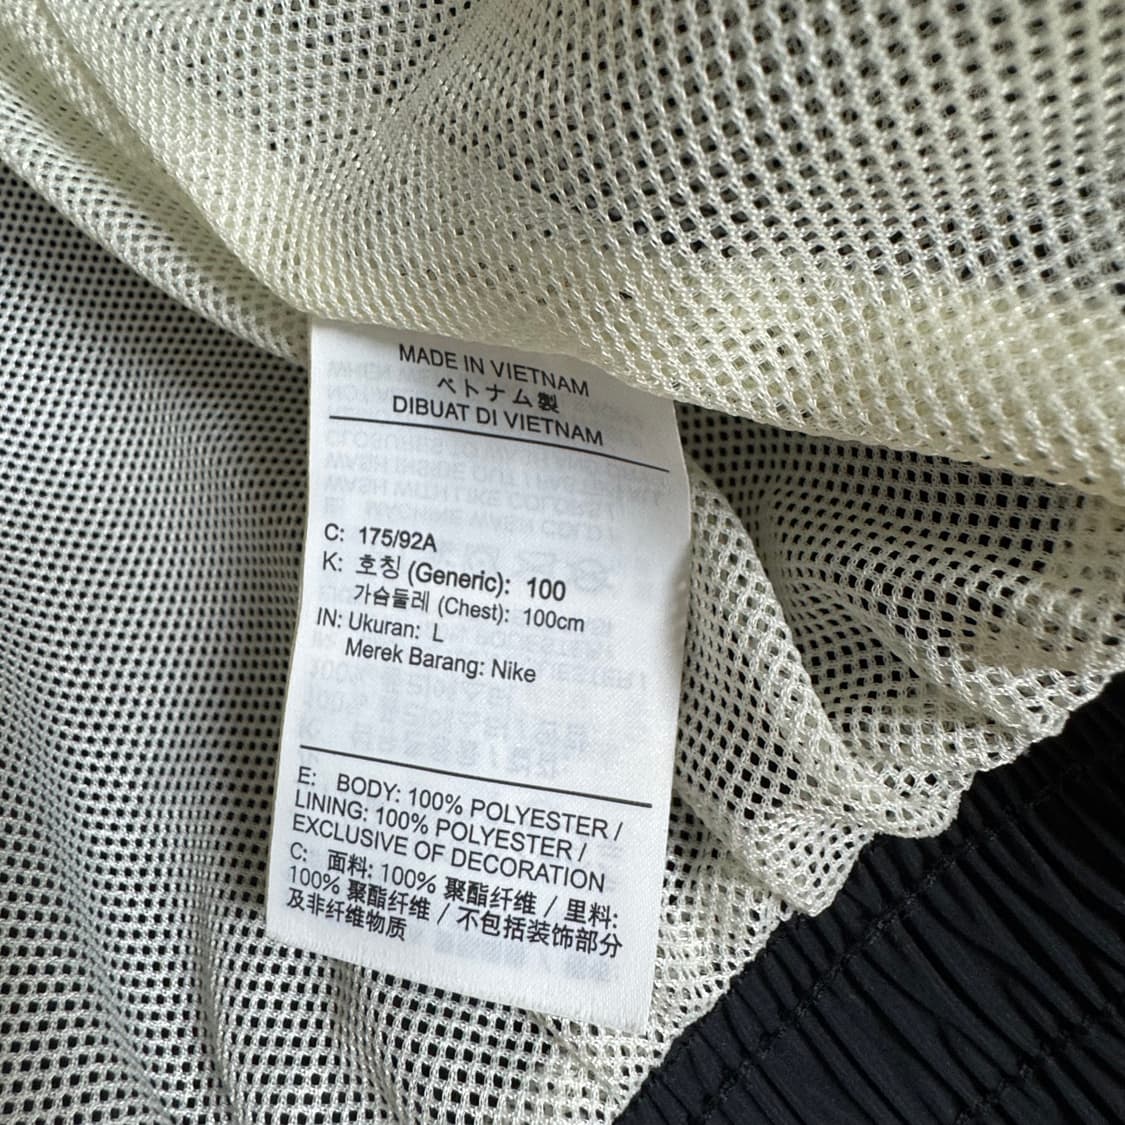 MADE IN VIETNAM
ベトナム製
DIBUAT DI VIETNAM
C: 175/92A
K: 호칭 (Generic): 100
가슴둘레 (Chest): 100cm
IN: Ukuran: L
Merek Barang: Nike
E: BODY: 100% POLYESTER /
LINING: 100% POLYESTER /
EXCLUSIVE OF DECORATION
C: 面料: 100% 聚酯纤维 / 里料:
100% 聚酯纤维 / 不包括装饰部分
及非纤维物质